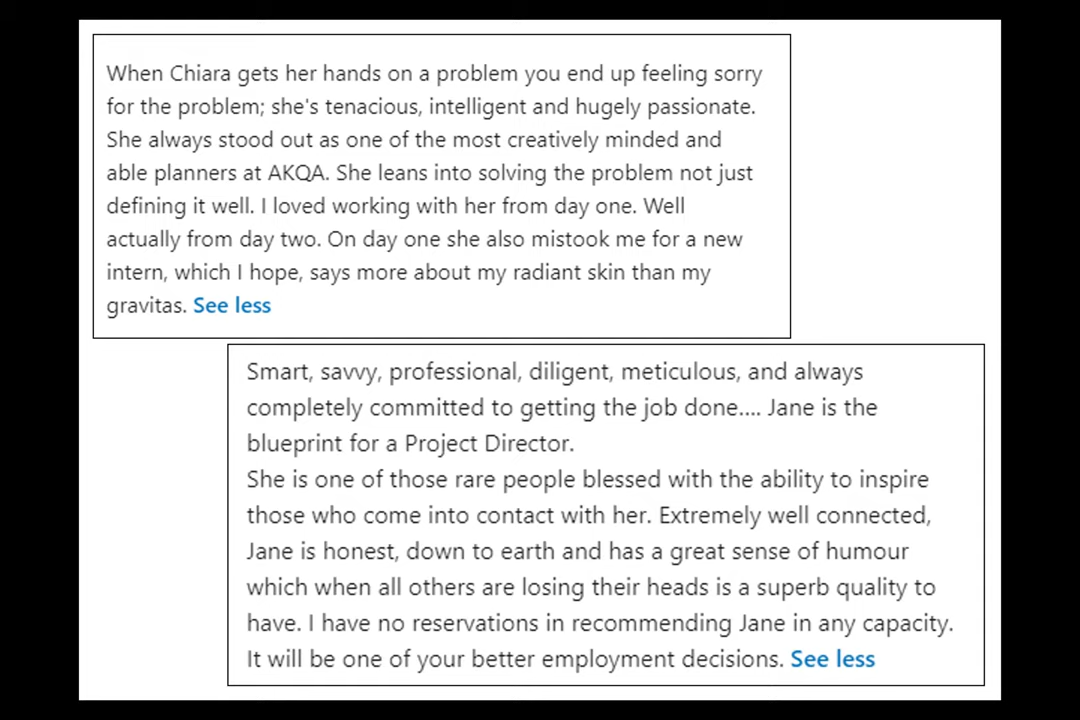 When Chiara gets her hands on a problem you end up feeling sorry
for the problem; she's tenacious, intelligent and hugely passionate.
She always stood out as one of the most creatively minded and
able planners at AKQA. She leans into solving the problem not just
defining it well. I loved working with her from day one. Well
actually from day two. On day one she also mistook me for a new
intern, which I hope, says more about my radiant skin than my
gravitas. See less
Smart, savvy, professional, diligent, meticulous, and always
completely committed to getting the job done.... Jane is the
blueprint for a Project Director.
She is one of those rare people blessed with the ability to inspire
those who come into contact with her. Extremely well connected,
Jane is honest, down to earth and has a great sense of humour
which when all others are losing their heads is a superb quality to
have. I have no reservations in recommending Jane in any capacity.
It will be one of your better employment decisions. See less